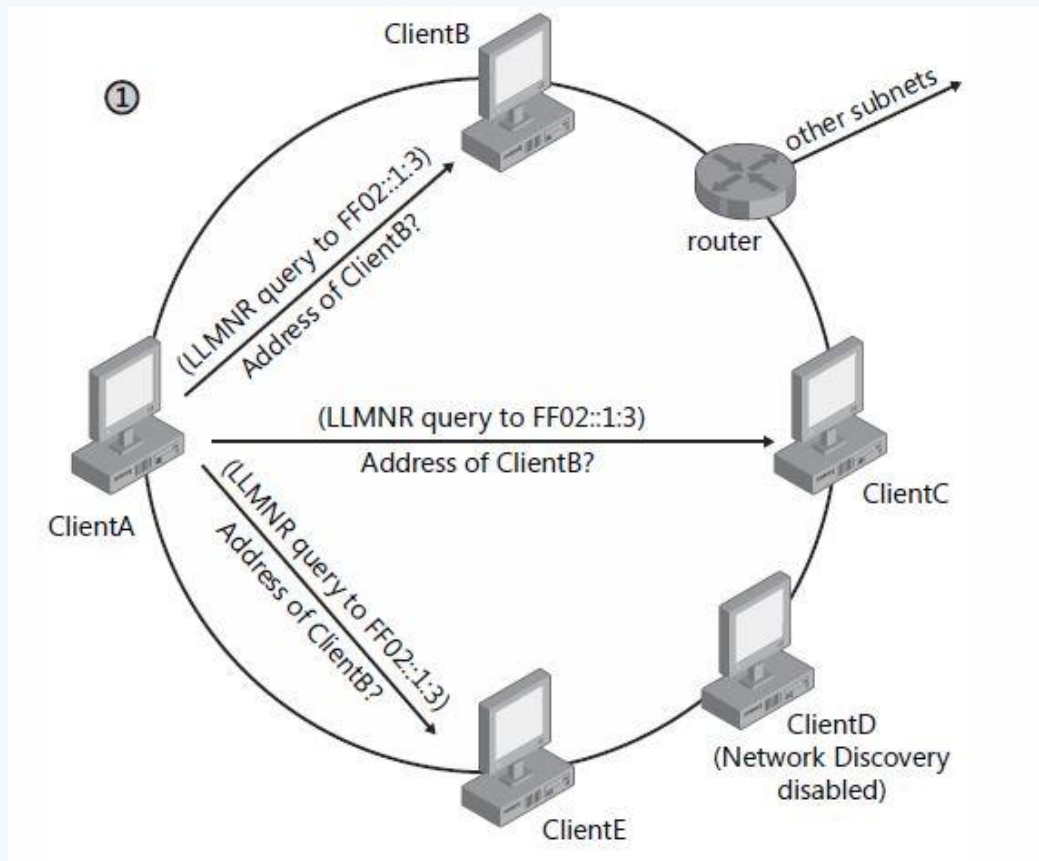 ClientB
①
other subnets
(LLMNR query to FF02::1:3)
Address of ClientB?
router
(LLMNR query to FF02::1:3)
Address of ClientB?
ClientC
ClientA
(LLMNR query to FF02::1:3)
Address of ClientB?
ClientD
(Network Discovery
disabled)
ClientE